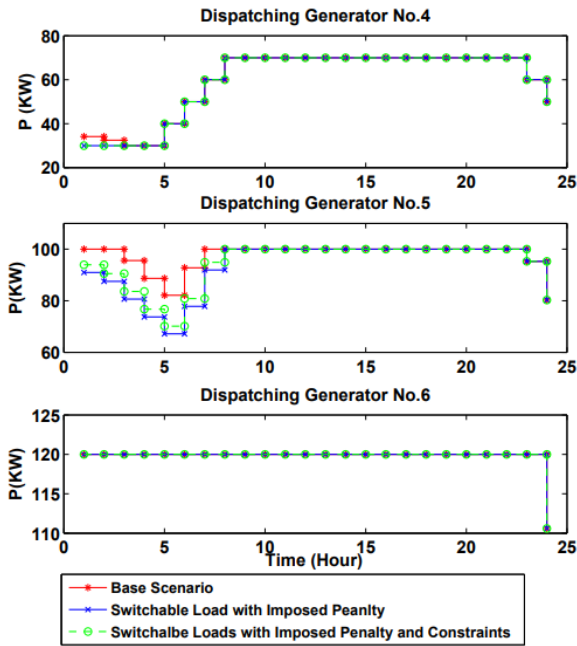 Dispatching Generator No.4
80
60
40
20
P (KW)
0 5 10 15 20 25
Dispatching Generator No.5
100
80
60
P(KW)
0 5 10 15 20 25
Dispatching Generator No.6
125
120
115
110
P(KW)
0 5 10 15 20 25
Time (Hour)
Base Scenario
Switchable Load with Imposed Peanlty
Switchalbe Loads with Imposed Penalty and Constraints